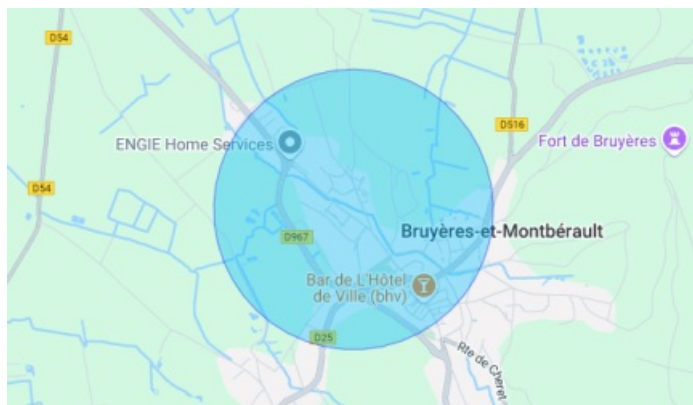 D54
D516
ENGIE Home Services
Fort de Bruyères
D54
Bruyères-et-Montbérault
D967
Bar de L'Hôtel
de Ville (bhv)
D25
Rte de Cheret